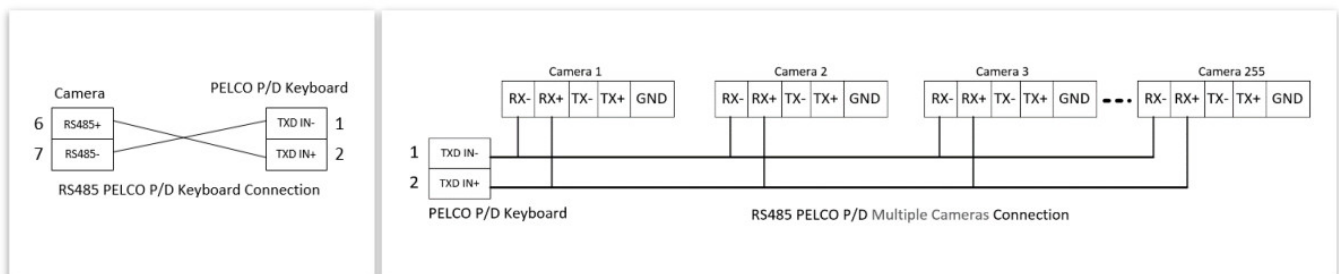 PELCO P/D Keyboard
Camera
6 RS485+ TXD IN- 1
7 RS485- TXD IN+ 2
RS485 PELCO P/D Keyboard Connection
Camera 1 Camera 2 Camera 3 Camera 255
RX- RX+ TX- TX+ GND RX- RX+ TX- TX+ GND RX- RX+ TX- TX+ GND RX- RX+ TX- TX+ GND
1 TXD IN-
2 TXD IN+
PELCO P/D Keyboard RS485 PELCO P/D Multiple Cameras Connection